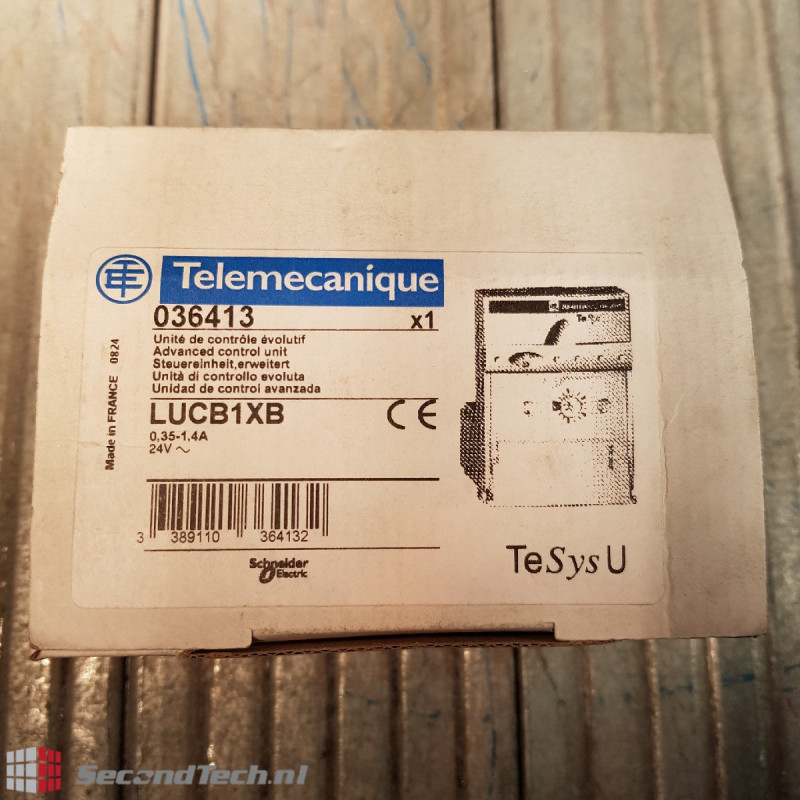 Telemecanique
036413 x1
Unité de contrôle évolutif
Advanced control unit
Steuereinheit,erweitert
Unità di controllo evoluta
Unidad de control avanzada
LUCB1XB CE
0,35-1.4A
24V ~
Made in FRANCE 0824
3 389110 364132
Schneider
Electric
TeSys U
SecondTech.nl